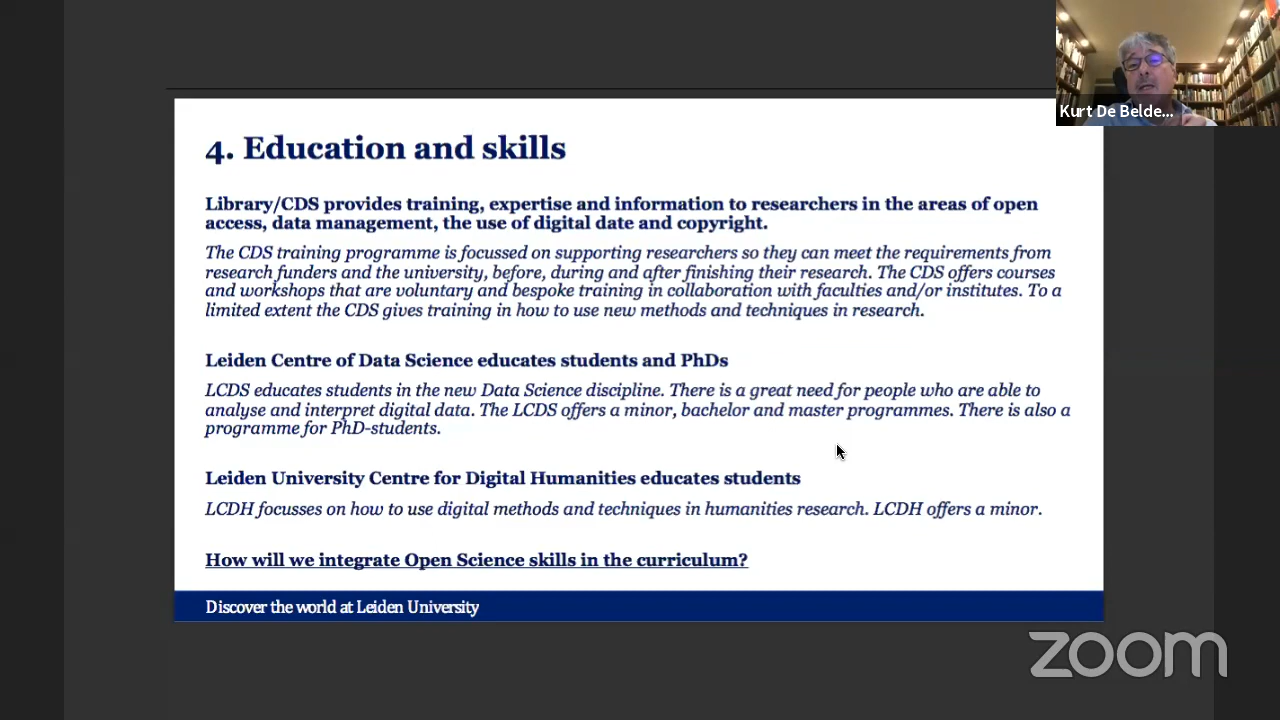 Kurt De Belde...
4. Education and skills
Library/CDS provides training, expertise and information to researchers in the areas of open
access, data management, the use of digital date and copyright.
The CDS training programme is focussed on supporting researchers so they can meet the requirements from
research funders and the university, before, during and after finishing their research. The CDS offers courses
and workshops that are voluntary and bespoke training in collaboration with faculties and/or institutes. To a
limited extent the CDS gives training in how to use new methods and techniques in research.
Leiden Centre of Data Science educates students and PhDs
LCDS educates students in the new Data Science discipline. There is a great need for people who are able to
analyse and interpret digital data. The LCDS offers a minor, bachelor and master programmes. There is also a
programme for PhD-students.
Leiden University Centre for Digital Humanities educates students
LCDH focusses on how to use digital methods and techniques in humanities research. LCDH offers a minor.
How will we integrate Open Science skills in the curriculum?
Discover the world at Leiden University
zoom